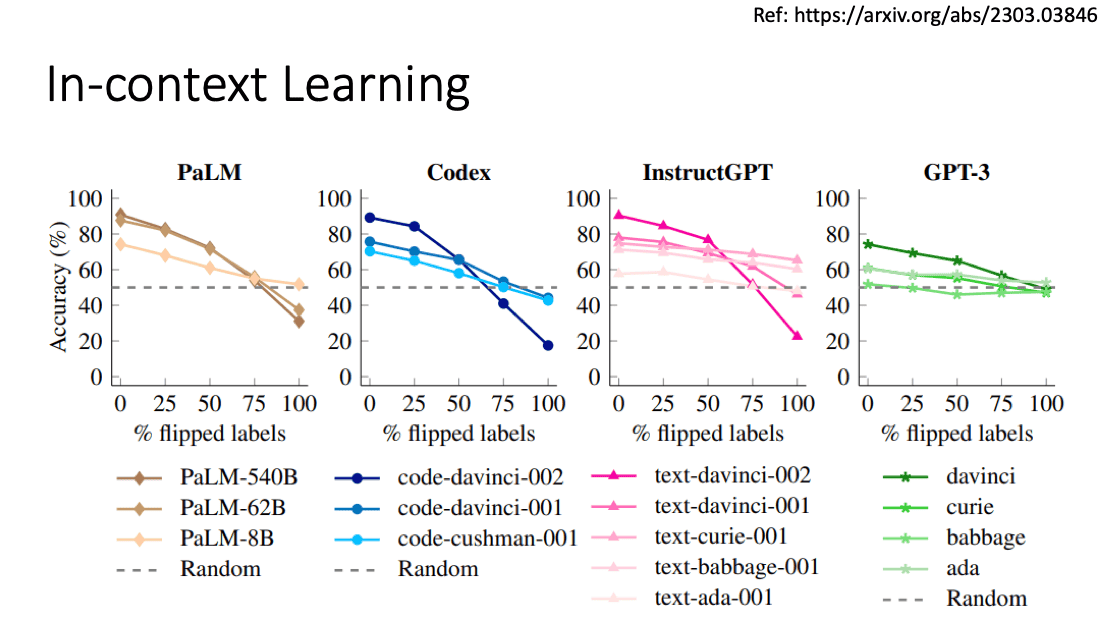 Ref: https://arxiv.org/abs/2303.03846
In-context Learning
PaLM
Codex
InstructGPT
GPT-3
Accuracy (%)
100
80
60
40
20
0
0 25 50 75 100
% flipped labels
100
80
60
40
20
0
0 25 50 75 100
% flipped labels
100
80
60
40
20
0
0 25 50 75 100
% flipped labels
100
80
60
40
20
0
0 25 50 75 100
% flipped labels
PaLM-540B
PaLM-62B
PaLM-8B
Random
code-davinci-002
code-davinci-001
code-cushman-001
Random
text-davinci-002
text-davinci-001
text-curie-001
text-babbage-001
text-ada-001
davinci
curie
babbage
ada
Random